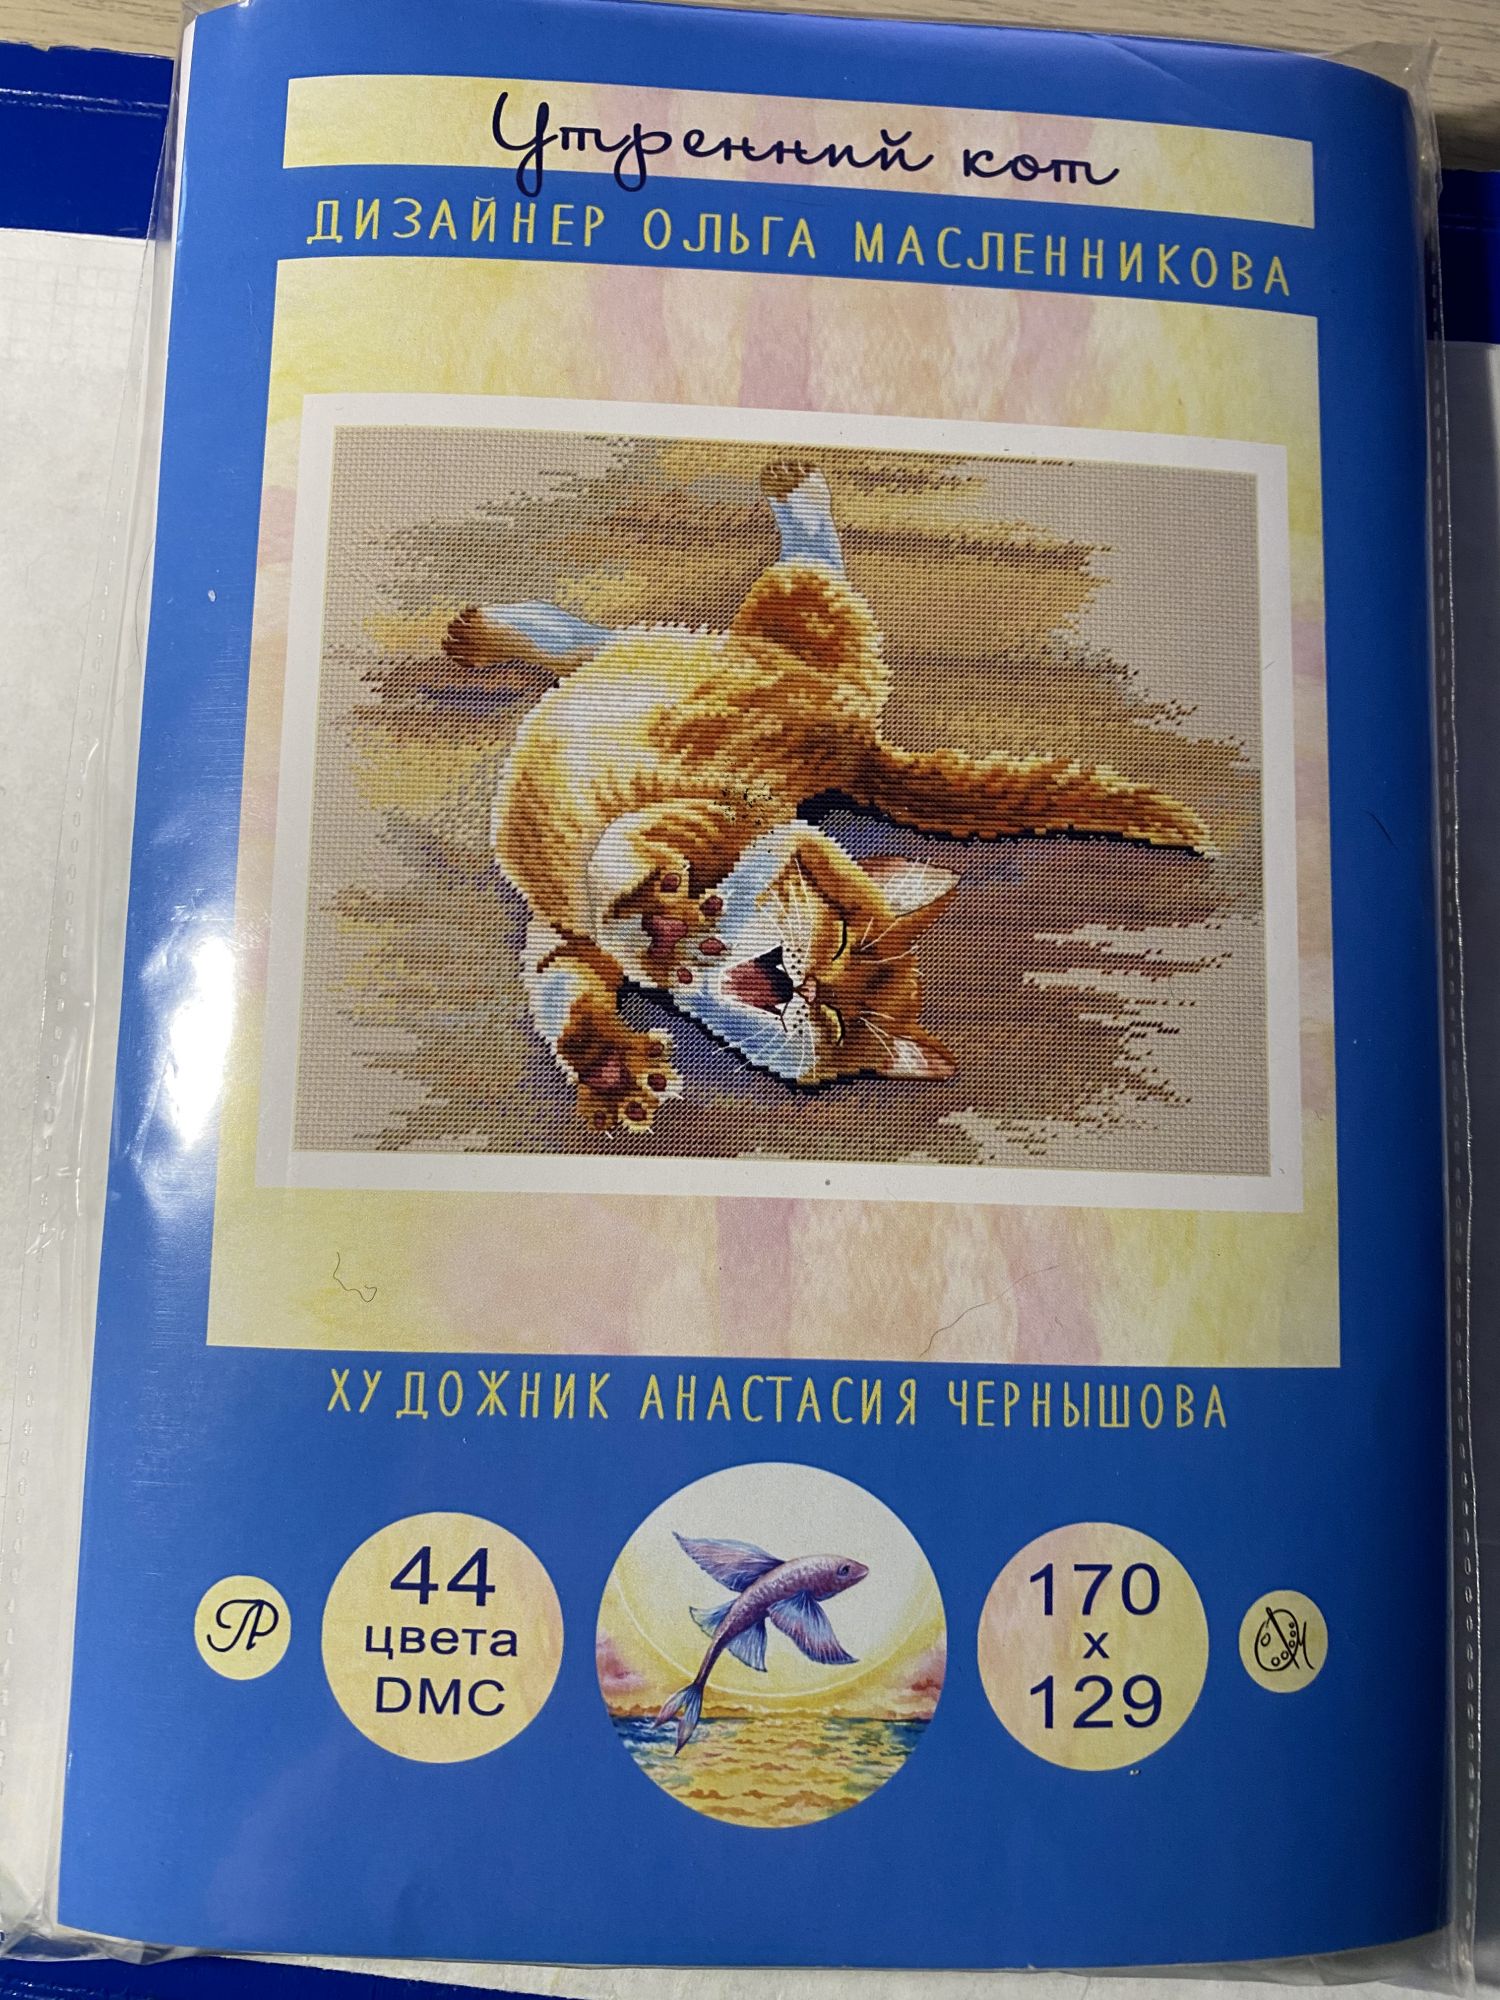 Утренний кот
ДИЗАЙНЕР ОЛЬГА МАСЛЕННИКОВА
ХУДОЖНИК АНАСТАСИЯ ЧЕРНЫШОВА
44
цвета
DMC
170
x
129